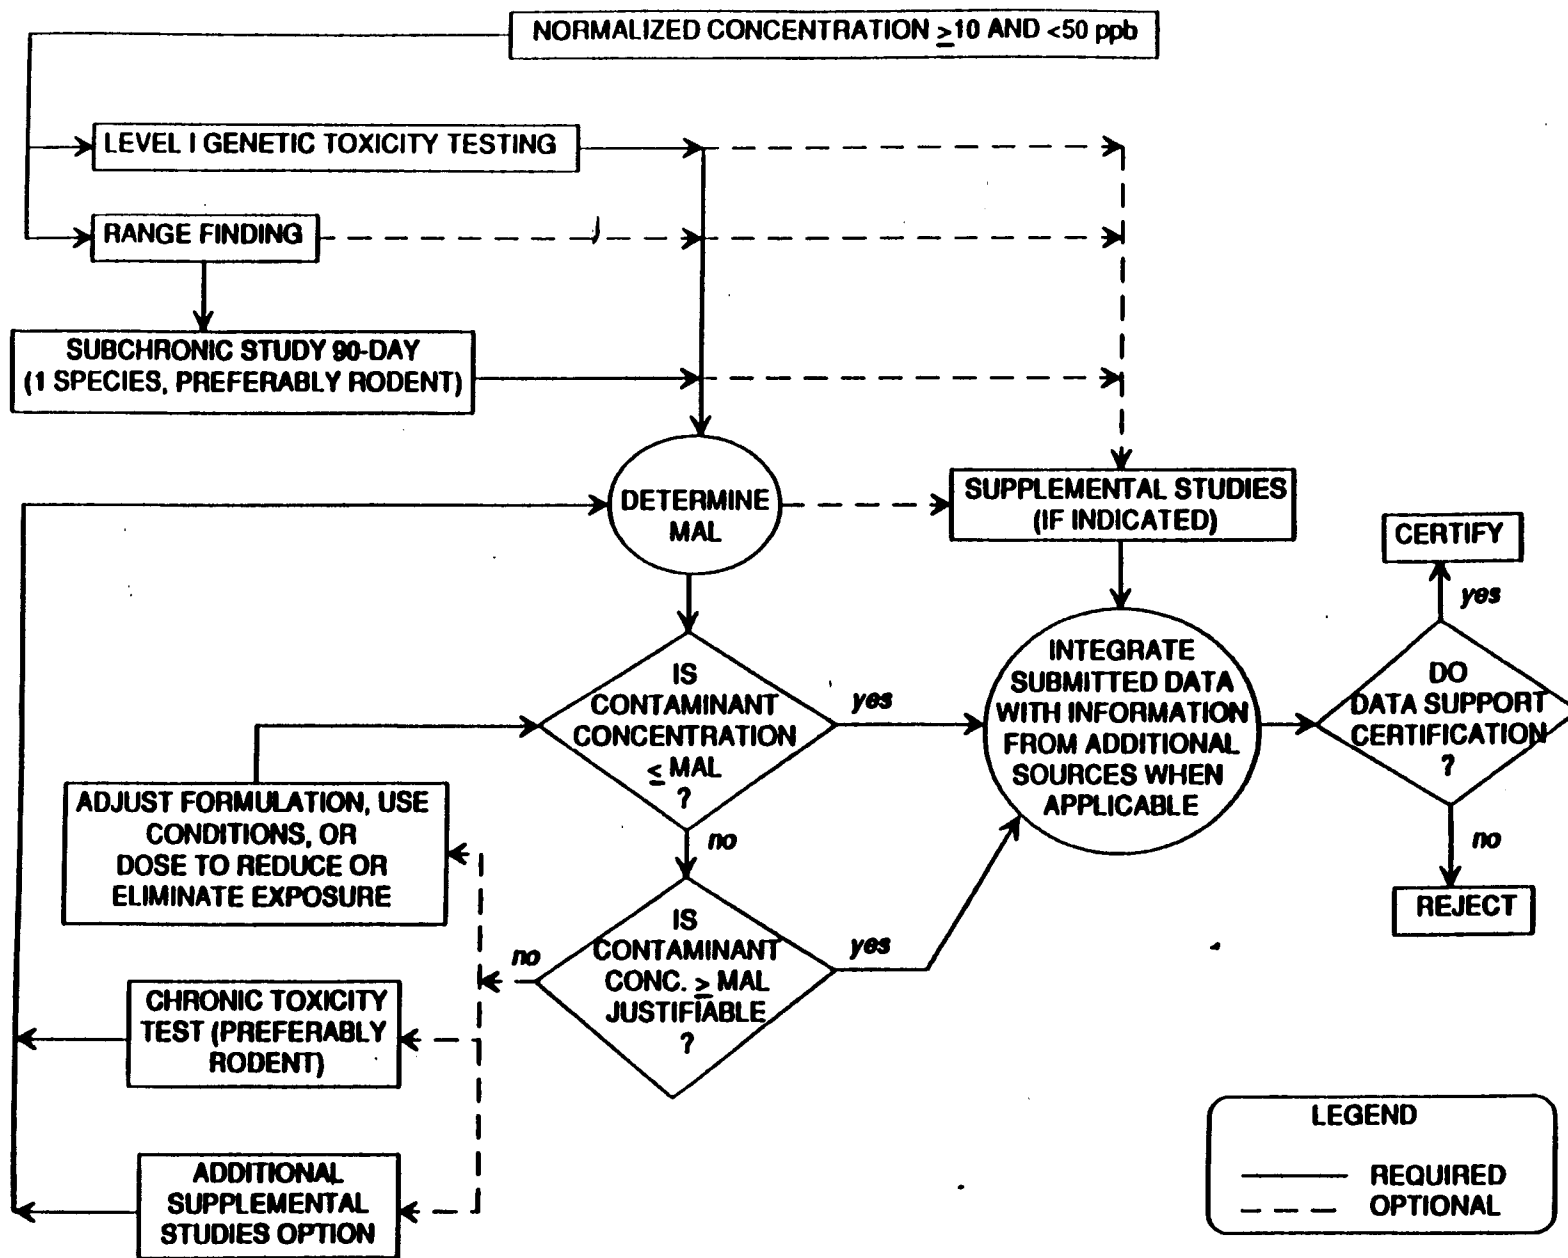 NORMALIZED CONCENTRATION ≥10 AND <50 ppb
LEVEL I GENETIC TOXICITY TESTING
RANGE FINDING
SUBCHRONIC STUDY 90-DAY
(1 SPECIES, PREFERABLY RODENT)
DETERMINE
MAL
SUPPLEMENTAL STUDIES
(IF INDICATED)
CERTIFY
yes
IS
CONTAMINANT
CONCENTRATION
≤ MAL
?
yes
no
INTEGRATE
SUBMITTED DATA
WITH INFORMATION
FROM ADDITIONAL
SOURCES WHEN
APPLICABLE
DO
DATA SUPPORT
CERTIFICATION
?
no
REJECT
ADJUST FORMULATION, USE
CONDITIONS, OR
DOSE TO REDUCE OR
ELIMINATE EXPOSURE
IS
CONTAMINANT
CONC. ≥ MAL
JUSTIFIABLE
?
yes
no
CHRONIC TOXICITY
TEST (PREFERABLY
RODENT)
ADDITIONAL
SUPPLEMENTAL
STUDIES OPTION
LEGEND
REQUIRED
OPTIONAL